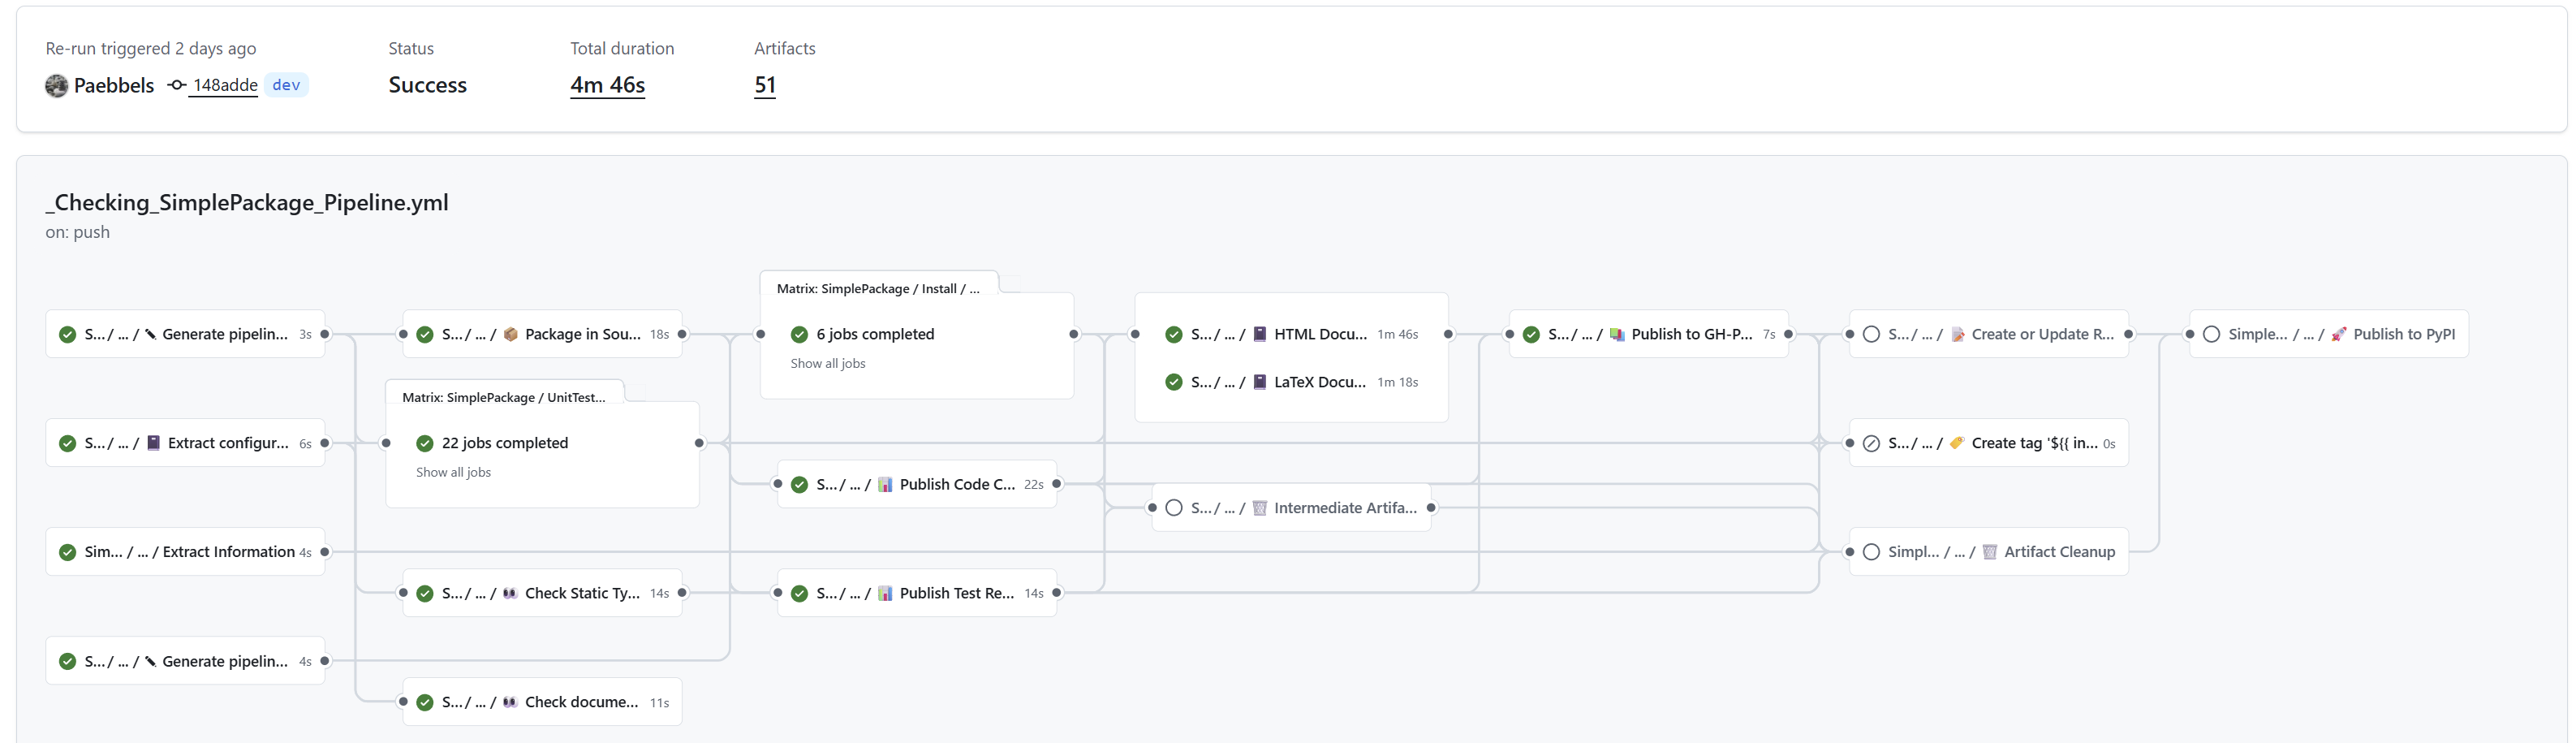 Re-run triggered 2 days ago
Paebbels 148adde dev
Status
Success
Total duration
4m 46s
Artifacts
51
_Checking_SimplePackage_Pipeline.yml
on: push
S... / ... / Generate pipelin... 3s
S... / ... / Extract configur... 6s
Sim... / ... / Extract Information 4s
S... / ... / Generate pipelin... 4s
S... / ... / Package in Sou... 18s
Matrix: SimplePackage / UnitTest...
22 jobs completed
Show all jobs
S... / ... / Check Static Ty... 14s
S... / ... / Check docume... 11s
Matrix: SimplePackage / Install / ...
6 jobs completed
Show all jobs
S... / ... / Publish Code C... 22s
S... / ... / Publish Test Re... 14s
S... / ... / HTML Docu... 1m 46s
S... / ... / LaTeX Docu... 1m 18s
S... / ... / Intermediate Artifa...
S... / ... / Publish to GH-P... 7s
S... / ... / Create or Update R...
S... / ... / Create tag '${{ in... 0s
Simpl... / ... / Artifact Cleanup
Simple... / ... / Publish to PyPI